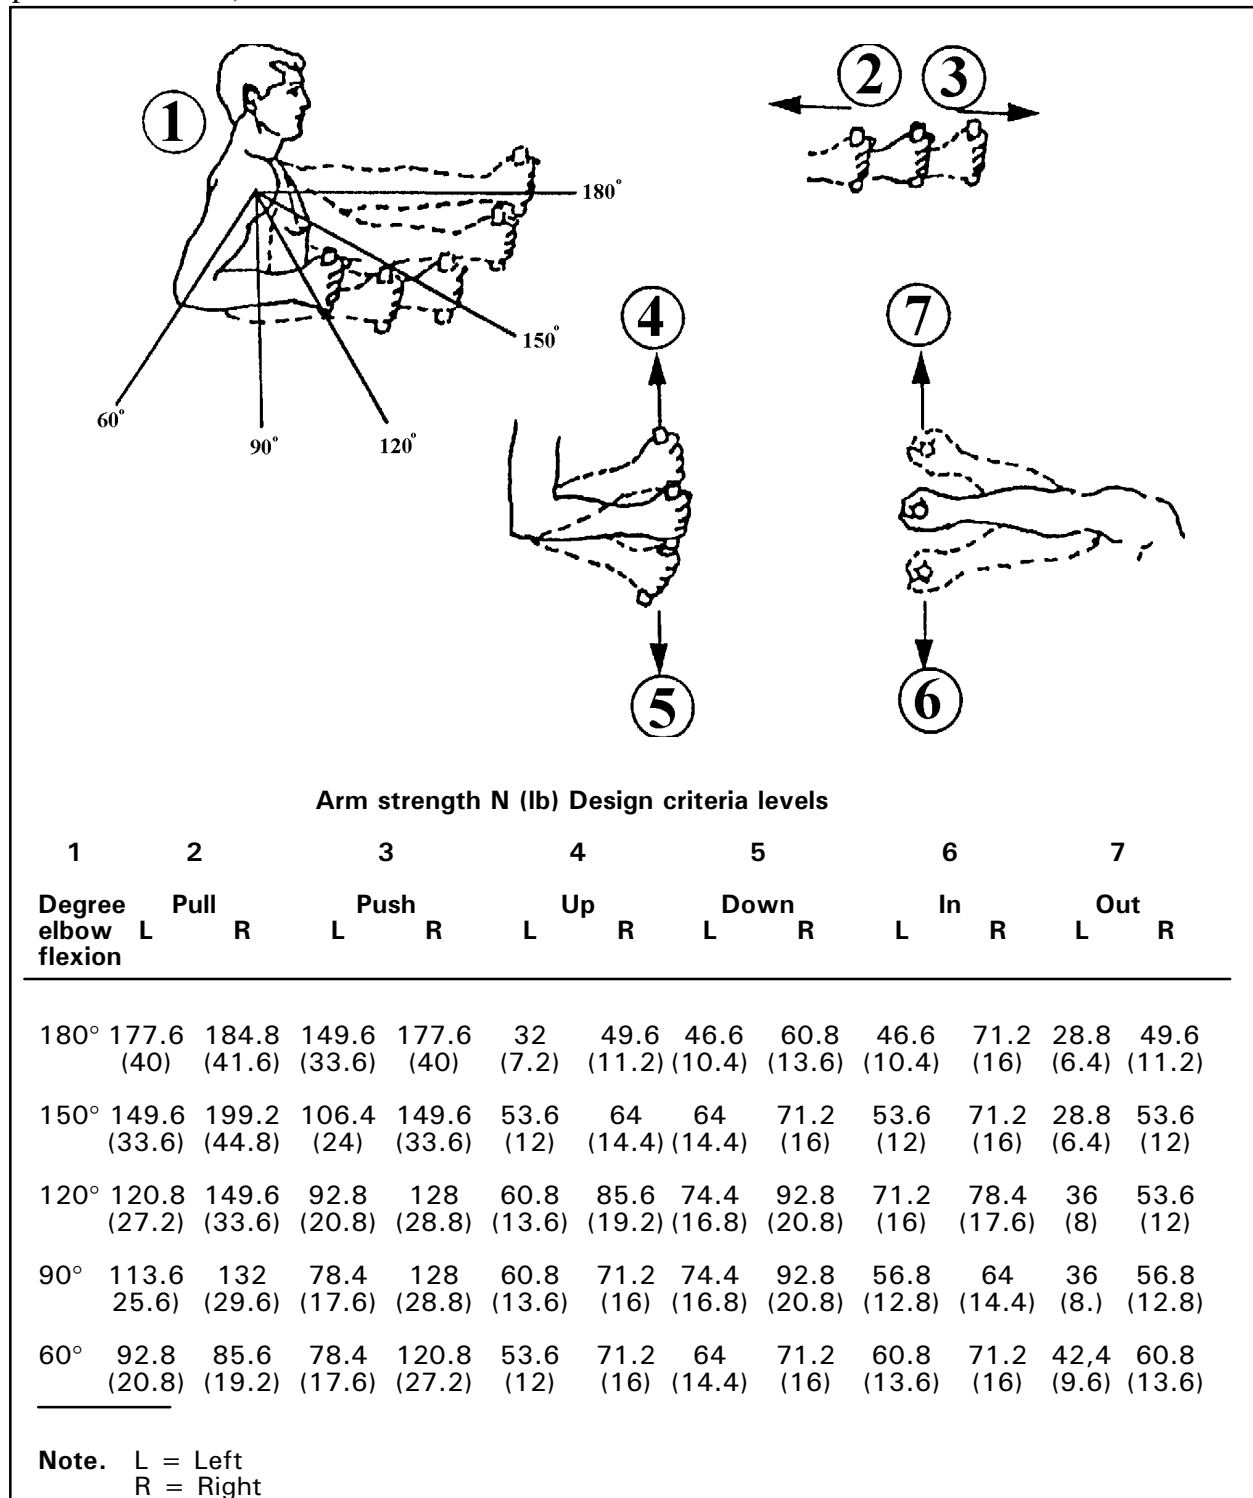 1
2 3
180°
150°
60°
90°
120°
4
7
5
6
Arm strength N (lb) Design criteria levels
1 2 3 4 5 6 7
Degree Pull Push Up Down In Out
elbow L R L R L R L R L R L R
flexion
180° 177.6 184.8 149.6 177.6 32 49.6 46.6 60.8 46.6 71.2 28.8 49.6
(40) (41.6) (33.6) (40) (7.2) (11.2) (10.4) (13.6) (10.4) (16) (6.4) (11.2)
150° 149.6 199.2 106.4 149.6 53.6 64 64 71.2 53.6 71.2 28.8 53.6
(33.6) (44.8) (24) (33.6) (12) (14.4) (14.4) (16) (12) (16) (6.4) (12)
120° 120.8 149.6 92.8 128 60.8 85.6 74.4 92.8 71.2 78.4 36 53.6
(27.2) (33.6) (20.8) (28.8) (13.6) (19.2) (16.8) (20.8) (16) (17.6) (8) (12)
90° 113.6 132 78.4 128 60.8 71.2 74.4 92.8 56.8 64 36 56.8
25.6) (29.6) (17.6) (28.8) (13.6) (16) (16.8) (20.8) (12.8) (14.4) (8.) (12.8)
60° 92.8 85.6 78.4 120.8 53.6 71.2 64 71.2 60.8 71.2 42,4 60.8
(20.8) (19.2) (17.6) (27.2) (12) (16) (14.4) (16) (13.6) (16) (9.6) (13.6)
Note. L = Left
R = Right